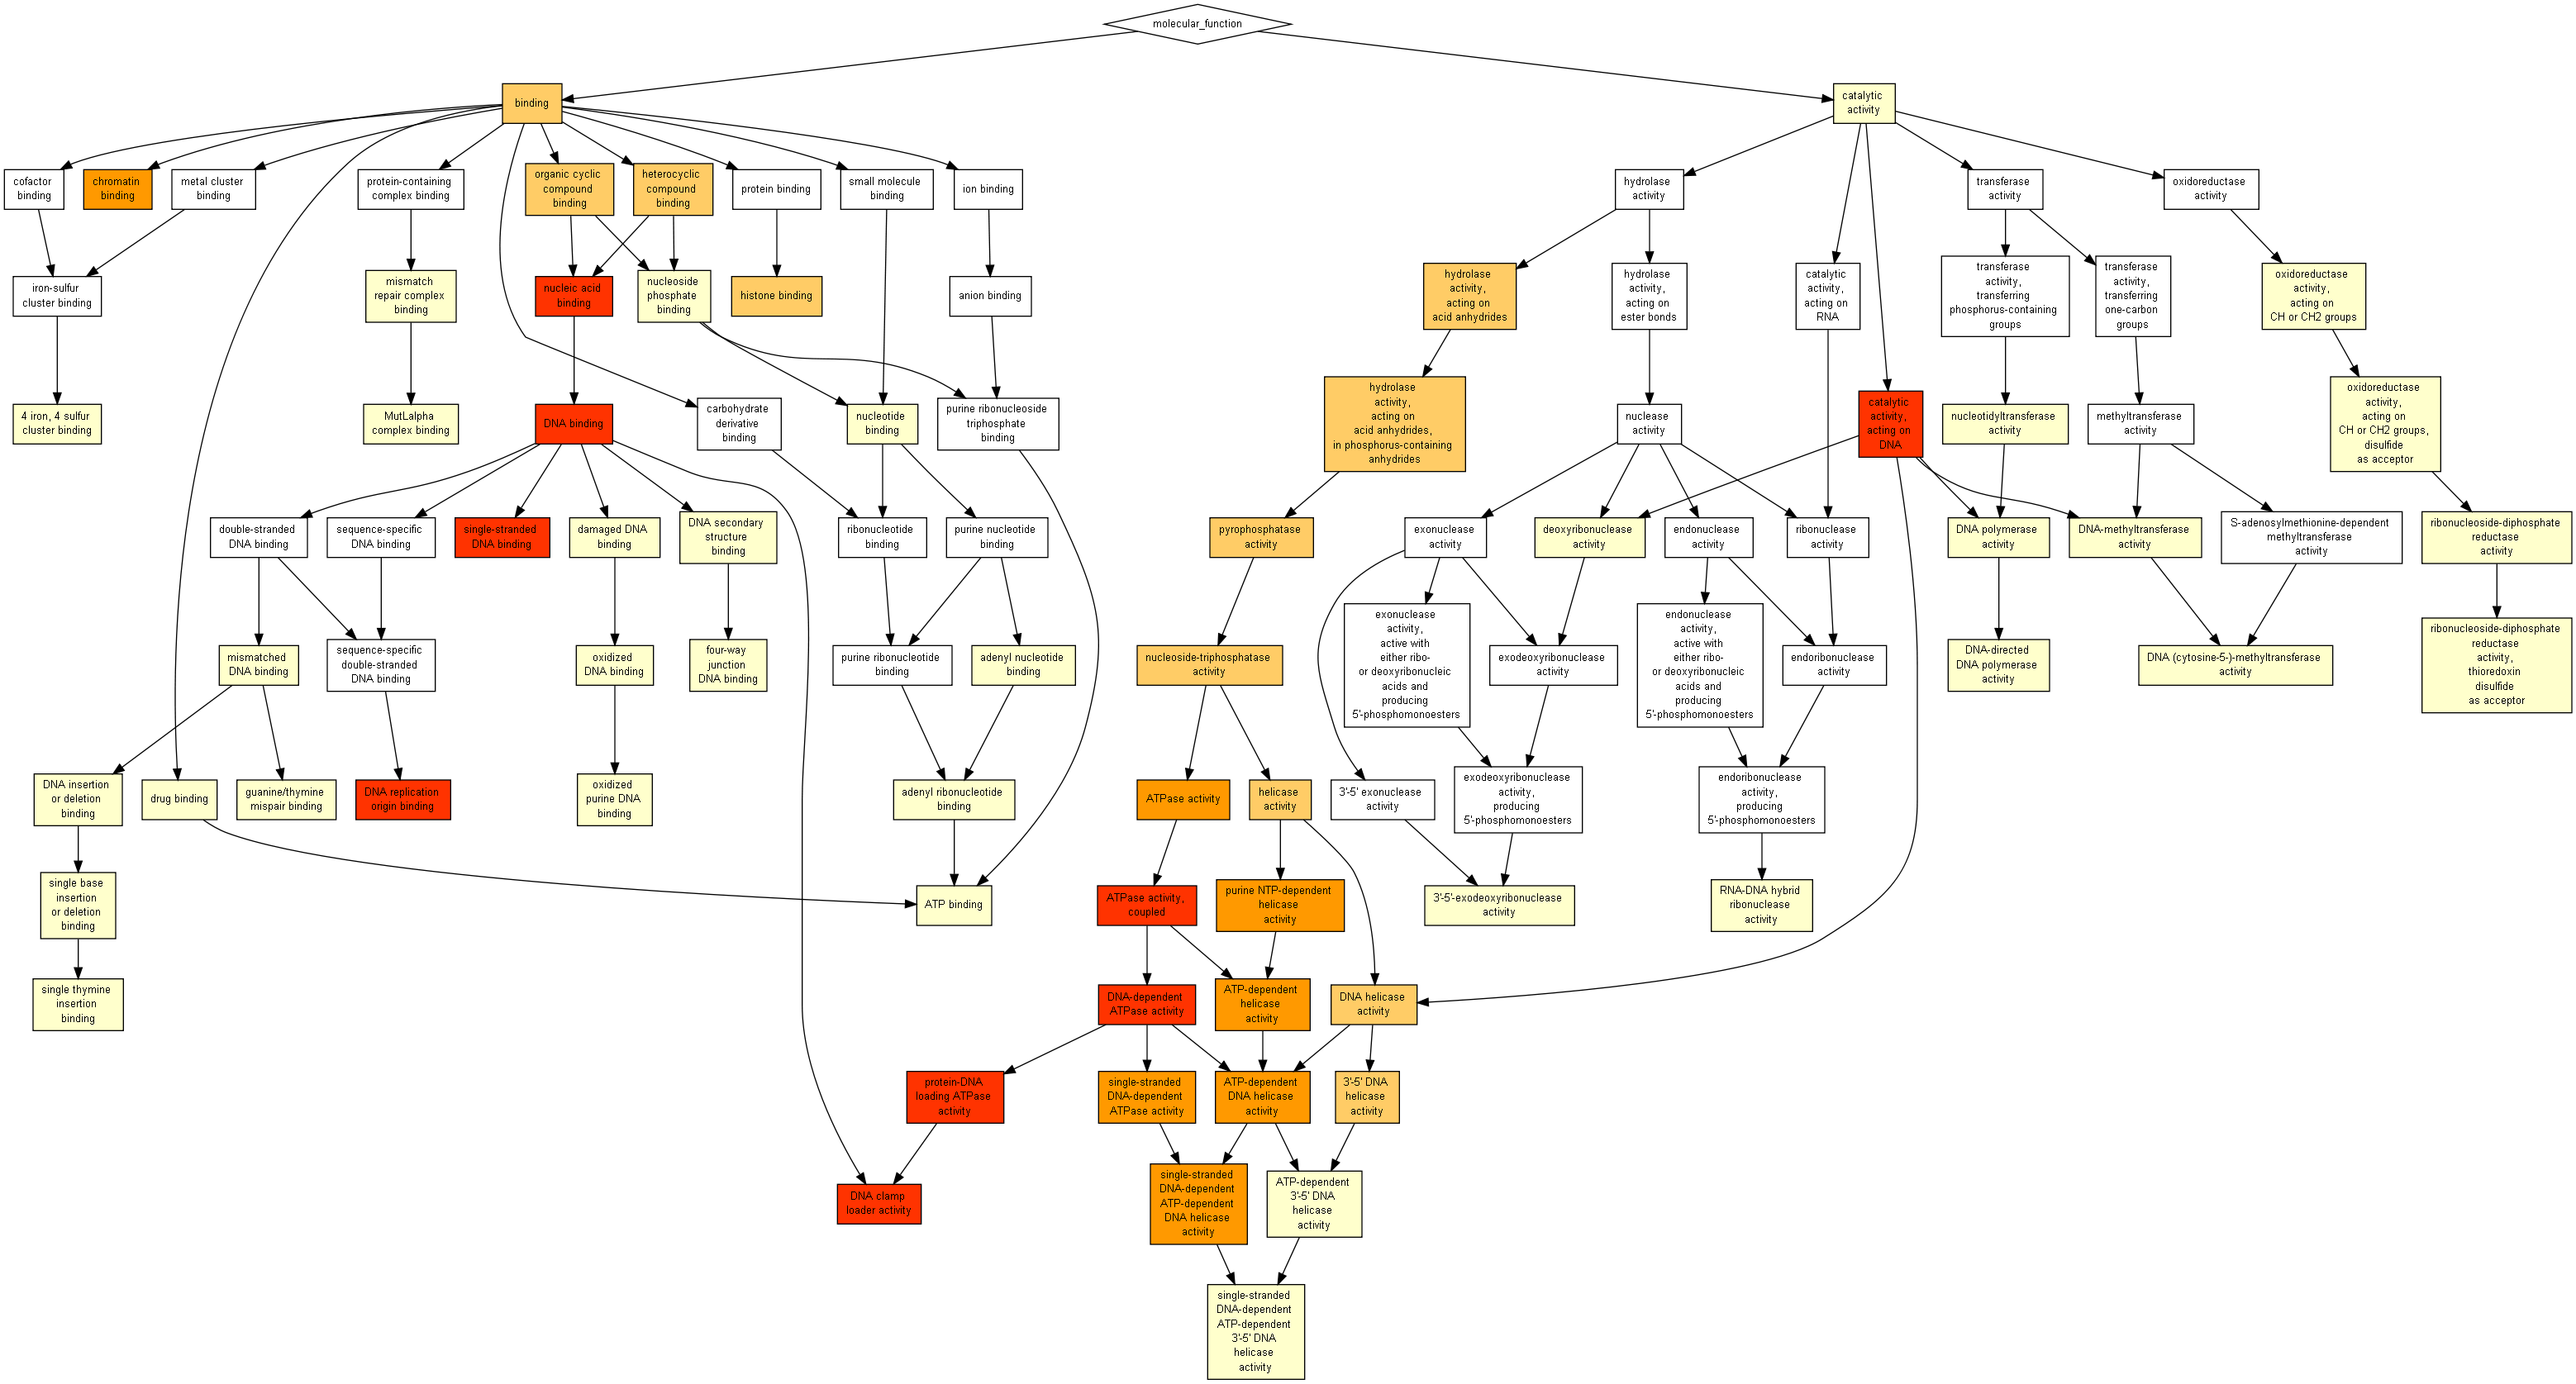 molecular_function
binding
catalytic
activity
cofactor
binding
chromatin
binding
metal cluster
binding
protein-containing
complex binding
organic cyclic
compound
binding
heterocyclic
compound
binding
protein binding
small molecule
binding
ion binding
hydrolase
activity
transferase
activity
oxidoreductase
activity
iron-sulfur
cluster binding
mismatch
repair complex
binding
nucleic acid
binding
nucleoside
phosphate
binding
histone binding
anion binding
hydrolase
activity,
acting on
acid anhydrides
hydrolase
activity,
acting on
ester bonds
catalytic
activity,
acting on
RNA
transferase
activity,
transferring
phosphorus-containing
groups
transferase
activity,
transferring
one-carbon
groups
oxidoreductase
activity,
acting on
CH or CH2 groups
4 iron, 4 sulfur
cluster binding
MutLalpha
complex binding
DNA binding
carbohydrate
derivative
binding
nucleotide
binding
purine ribonucleoside
triphosphate
binding
hydrolase
activity,
acting on
acid anhydrides,
in phosphorus-containing
anhydrides
nuclease
activity
catalytic
activity,
acting on
DNA
nucleotidyltransferase
activity
methyltransferase
activity
oxidoreductase
activity,
acting on
CH or CH2 groups,
disulfide
as acceptor
double-stranded
DNA binding
sequence-specific
DNA binding
single-stranded
DNA binding
damaged DNA
binding
DNA secondary
structure
binding
ribonucleotide
binding
purine nucleotide
binding
pyrophosphatase
activity
exonuclease
activity
deoxyribonuclease
activity
endonuclease
activity
ribonuclease
activity
DNA polymerase
activity
DNA-methyltransferase
activity
S-adenosylmethionine-dependent
methyltransferase
activity
ribonucleoside-diphosphate
reductase
activity
mismatched
DNA binding
sequence-specific
double-stranded
DNA binding
oxidized
DNA binding
four-way
junction
DNA binding
purine ribonucleotide
binding
adenyl nucleotide
binding
nucleoside-triphosphatase
activity
exonuclease
activity,
active with
either ribo-
or deoxyribonucleic
acids and
producing
5'-phosphomonoesters
exodeoxyribonuclease
activity
endonuclease
activity,
active with
either ribo-
or deoxyribonucleic
acids and
producing
5'-phosphomonoesters
endoribonuclease
activity
DNA-directed
DNA polymerase
activity
DNA (cytosine-5-)-methyltransferase
activity
ribonucleoside-diphosphate
reductase
activity,
thioredoxin
disulfide
as acceptor
DNA insertion
or deletion
binding
drug binding
guanine/thymine
mispair binding
DNA replication
origin binding
oxidized
purine DNA
binding
adenyl ribonucleotide
binding
ATPase activity
helicase
activity
3'-5' exonuclease
activity
exodeoxyribonuclease
activity,
producing
5'-phosphomonoesters
endoribonuclease
activity,
producing
5'-phosphomonoesters
single base
insertion
or deletion
binding
ATP binding
ATPase activity,
coupled
purine NTP-dependent
helicase
activity
3'-5'-exodeoxyribonuclease
activity
RNA-DNA hybrid
ribonuclease
activity
single thymine
insertion
binding
DNA-dependent
ATPase activity
ATP-dependent
helicase
activity
DNA helicase
activity
protein-DNA
loading ATPase
activity
single-stranded
DNA-dependent
ATPase activity
ATP-dependent
DNA helicase
activity
3'-5' DNA
helicase
activity
DNA clamp
loader activity
single-stranded
DNA-dependent
ATP-dependent
DNA helicase
activity
ATP-dependent
3'-5' DNA
helicase
activity
single-stranded
DNA-dependent
ATP-dependent
3'-5' DNA
helicase
activity